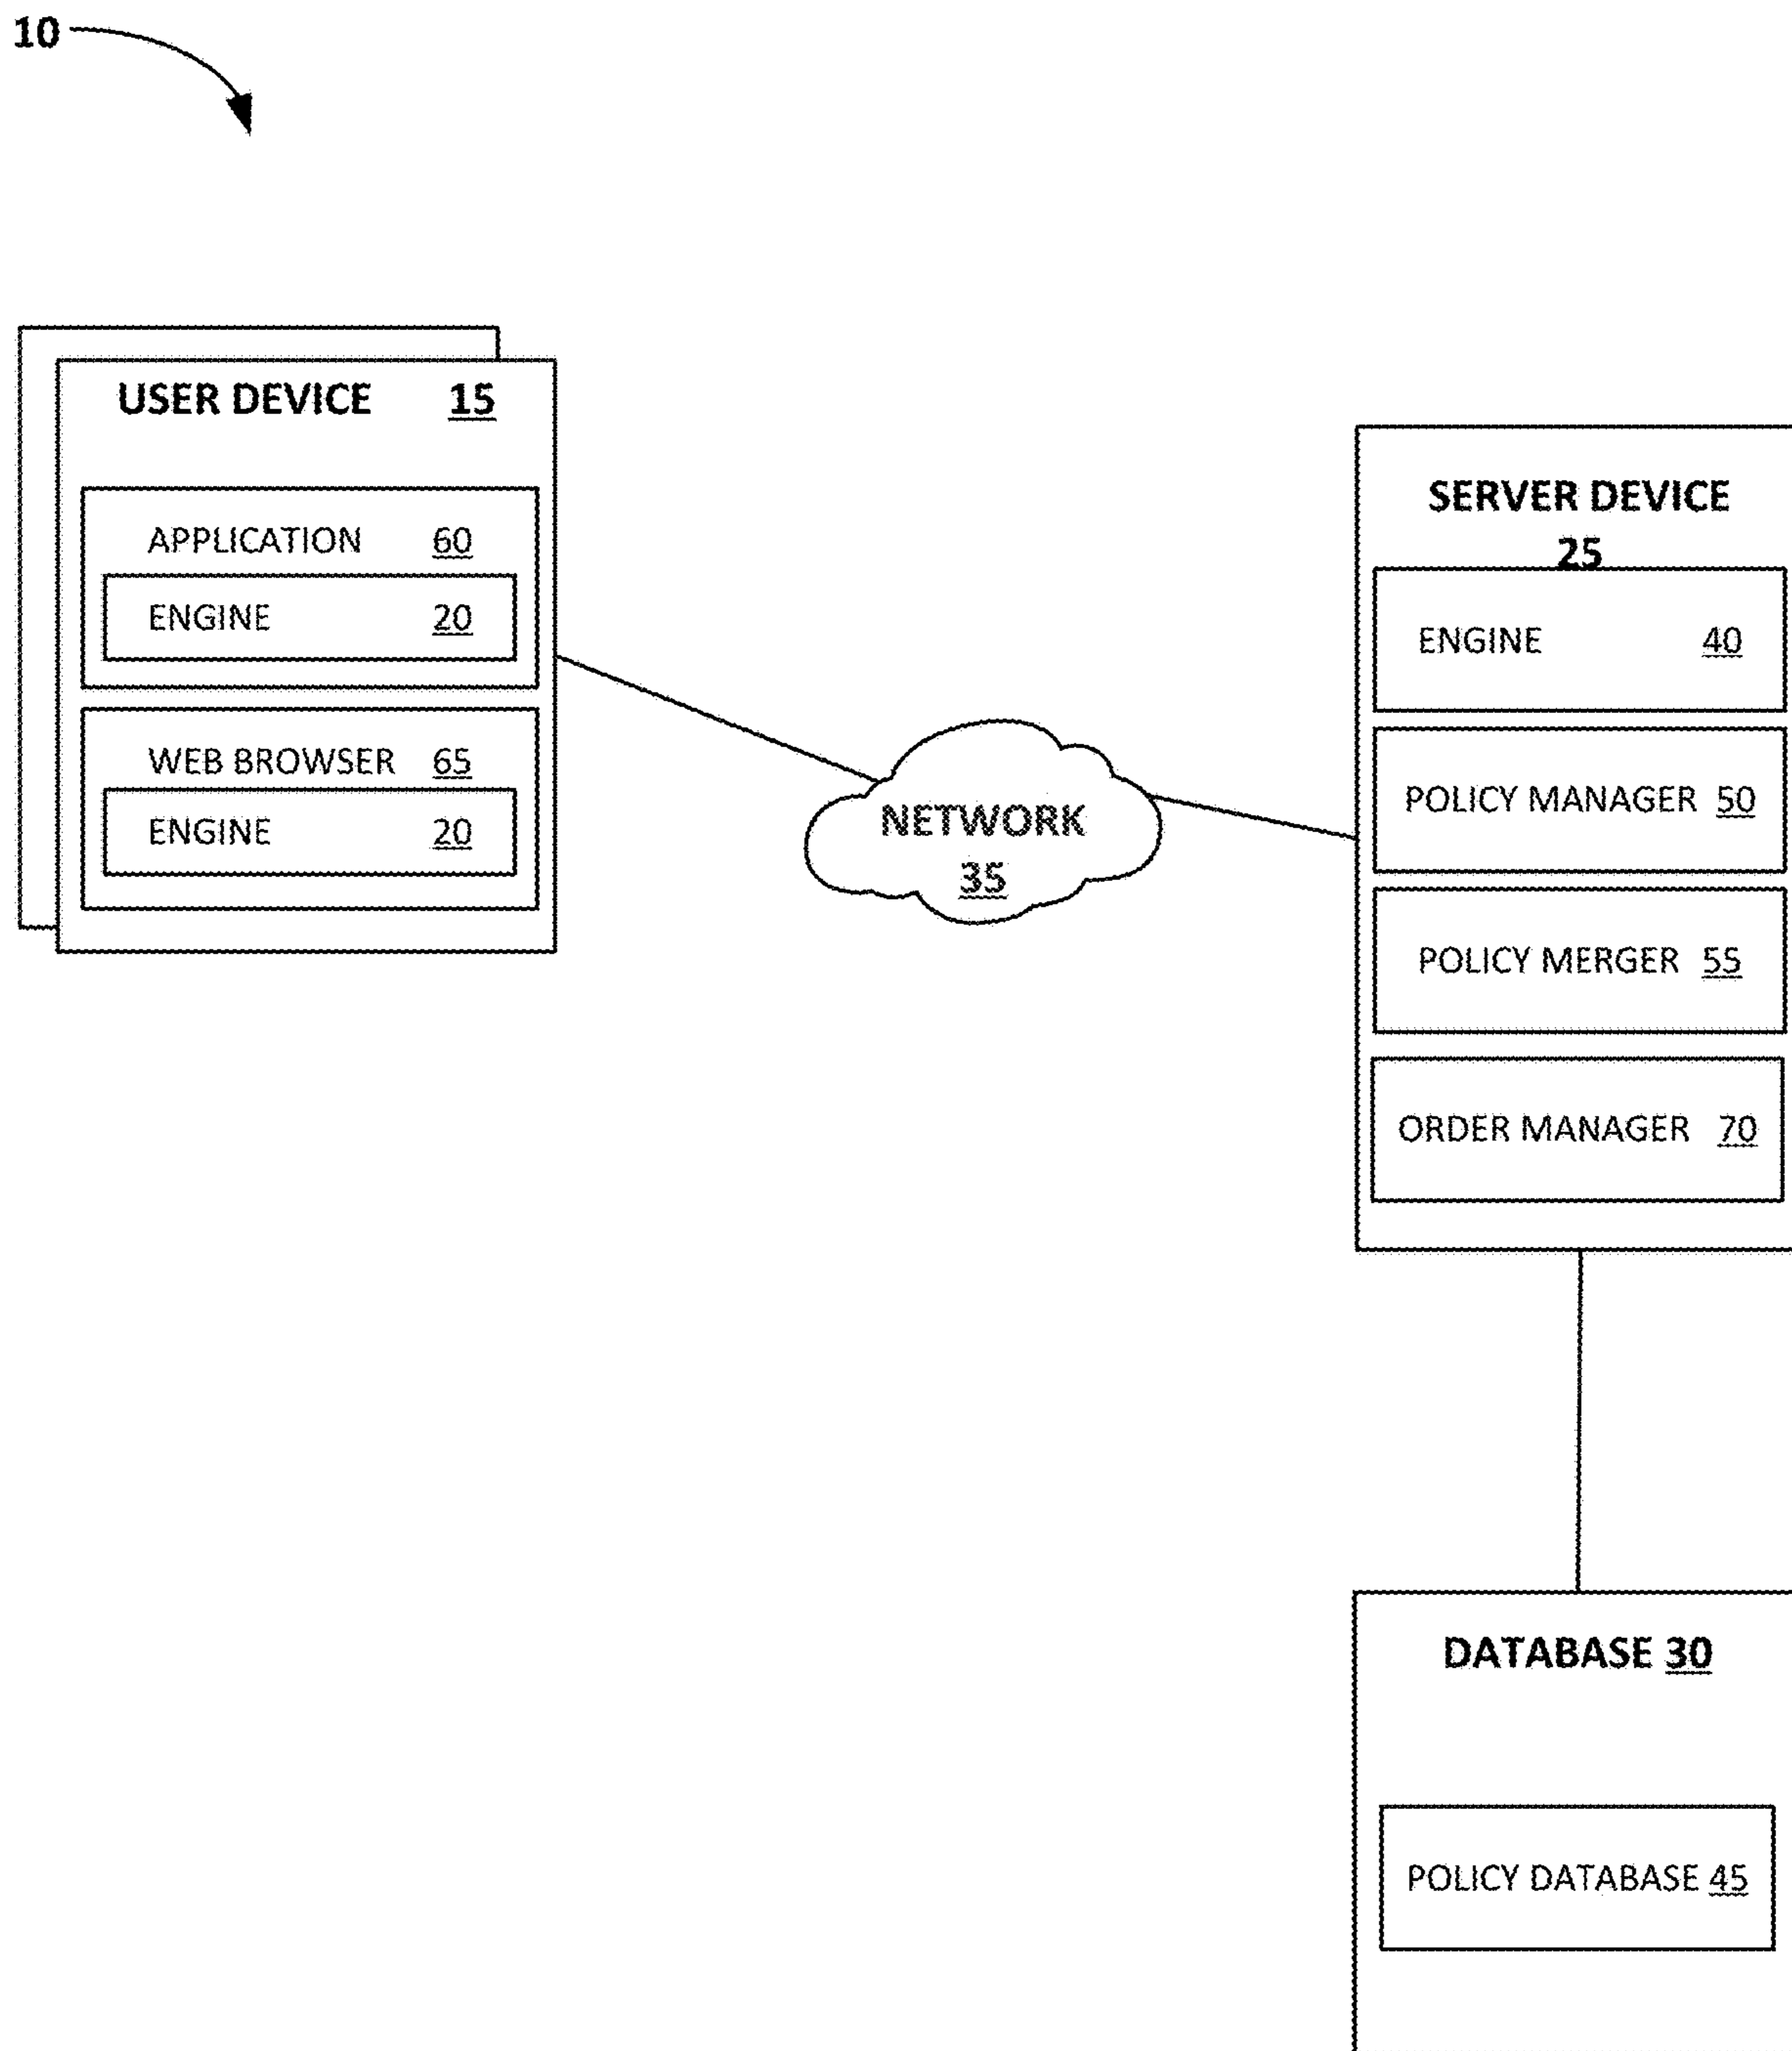 10
USER DEVICE 15
APPLICATION 60
ENGINE 20
WEB BROWSER 65
ENGINE 20
NETWORK
35
SERVER DEVICE
25
ENGINE 40
POLICY MANAGER 50
POLICY MERGER 55
ORDER MANAGER 70
DATABASE 30
POLICY DATABASE 45